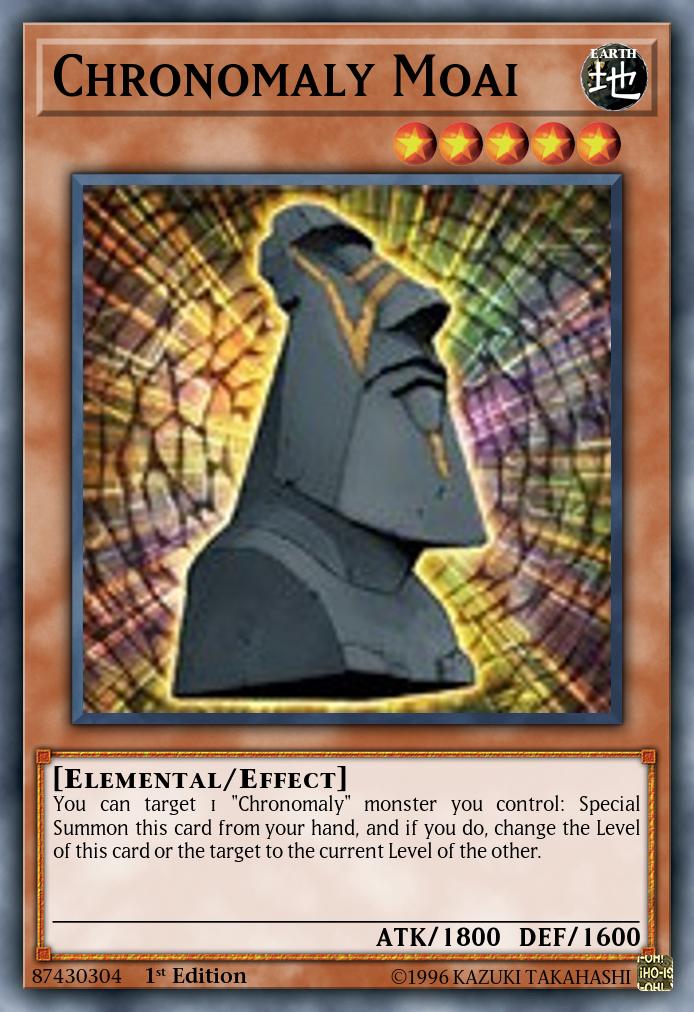 Chronomaly Moai
EARTH
地
[Elemental/Effect]
You can target 1 "Chronomaly" monster you control: Special
Summon this card from your hand, and if you do, change the Level
of this card or the target to the current Level of the other.
ATK/1800 DEF/1600
87430304 1st Edition ©1996 KAZUKI TAKAHASHI